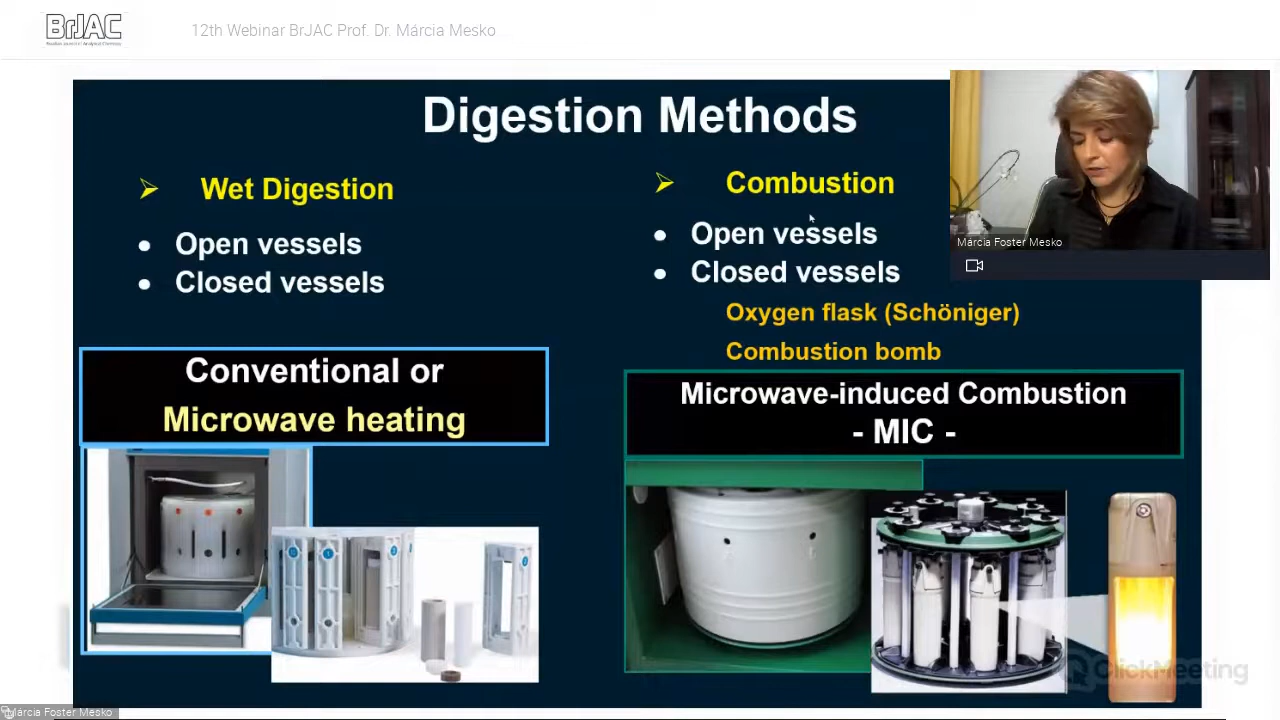 BrJAC
12th Webinar BrJAC Prof. Dr. Márcia Mesko
Digestion Methods
Wet Digestion
Open vessels
Closed vessels
Conventional or
Microwave heating
Combustion
Open vessels
Closed vessels
Oxygen flask (Schöniger)
Combustion bomb
Microwave-induced Combustion
- MIC -
Márcia Foster Mesko
ClickMeeting
Márcia Foster Mesko